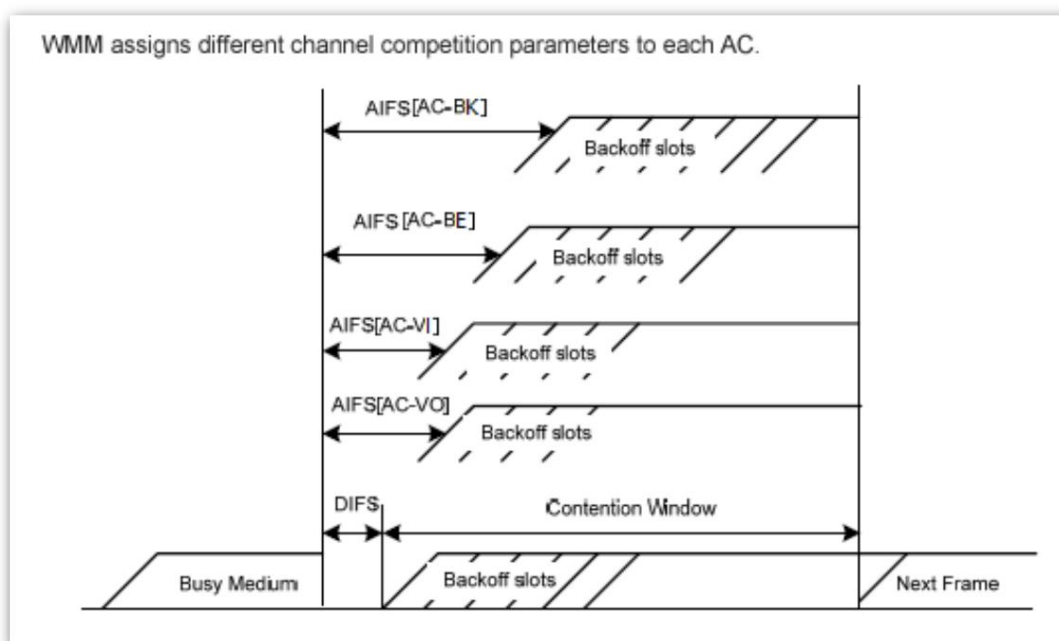 WMM assigns different channel competition parameters to each AC.
AIFS[AC-BK]
Backoff slots
AIFS [AC-BE]
Backoff slots
AIFS[AC-VI]
Backoff slots
AIFS[AC-VO]
Backoff slots
DIFS
Contention Window
Busy Medium
Backoff slots
Next Frame